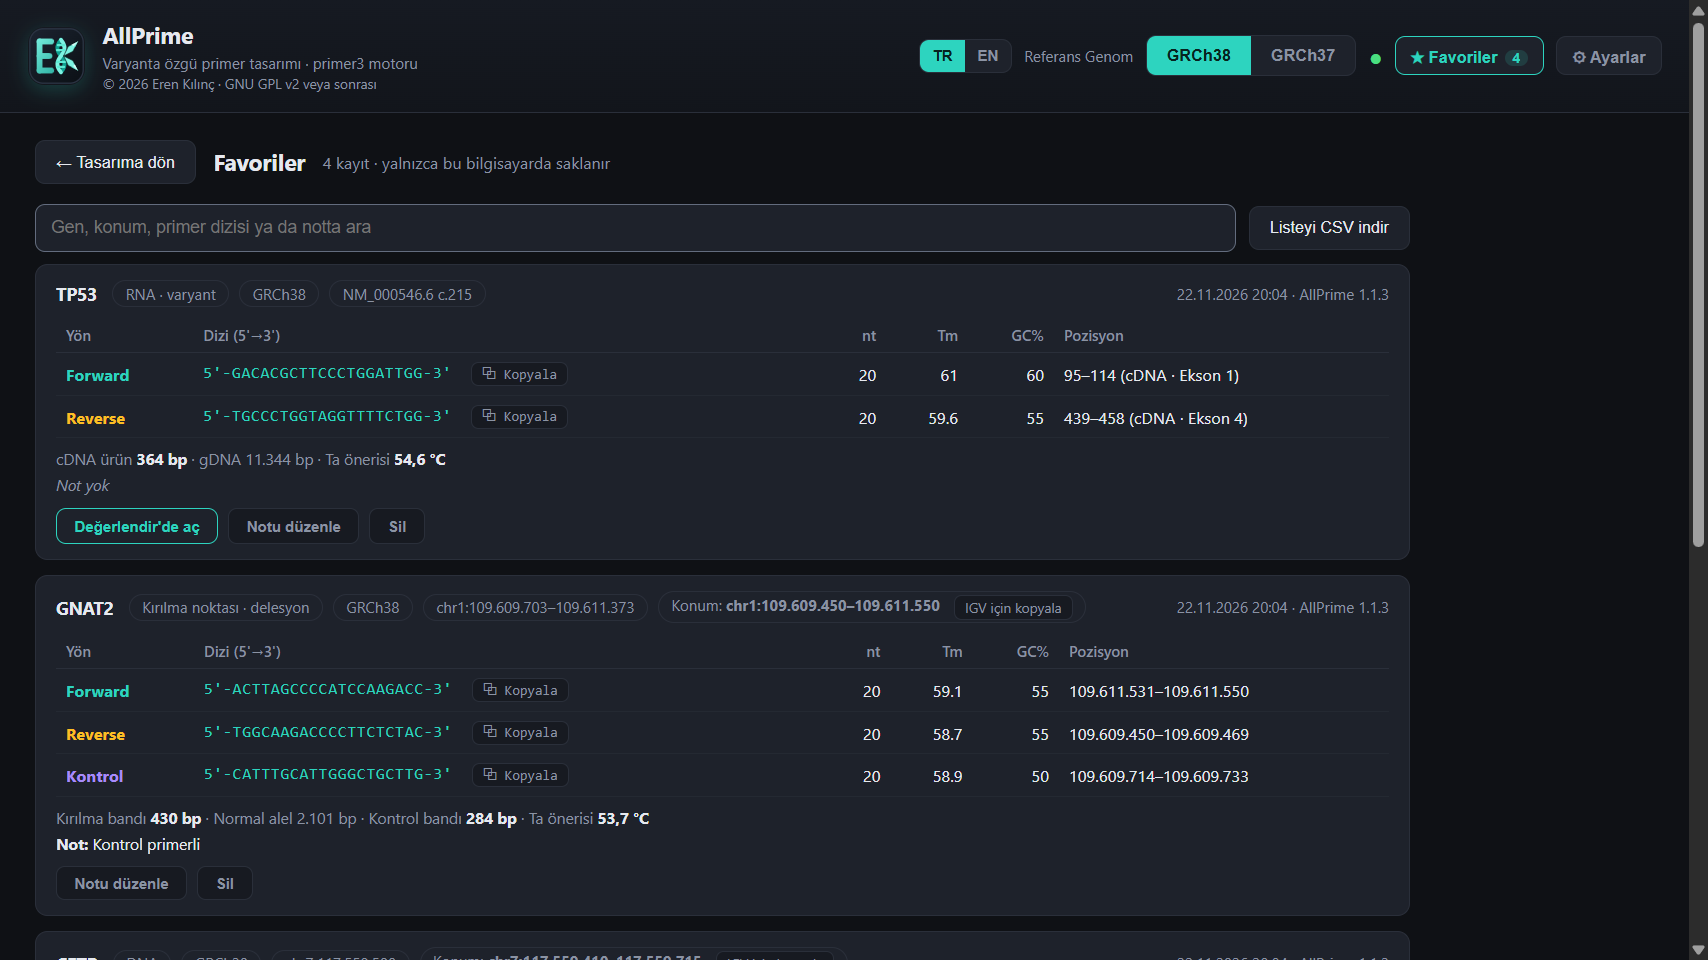 EK
AllPrime
Varyanta özgü primer tasarımı · primer3 motoru
© 2026 Eren Kılınç · GNU GPL v2 veya sonrası
TR EN Referans Genom GRCh38 GRCh37 ★ Favoriler 4 ⚙ Ayarlar
← Tasarıma dön Favoriler 4 kayıt · yalnızca bu bilgisayarda saklanır
Gen, konum, primer dizisi ya da notta ara Listeyi CSV indir
TP53 RNA · varyant GRCh38 NM_000546.6 c.215 22.11.2026 20:04 · AllPrime 1.1.3
Yön Dizi (5'→3') nt Tm GC% Pozisyon
Forward 5'-GACACGCTTCCCTGGATTGG-3' Kopyala 20 61 60 95–114 (cDNA · Ekson 1)
Reverse 5'-TGCCCTGGTAGGTTTTCTGG-3' Kopyala 20 59.6 55 439–458 (cDNA · Ekson 4)
cDNA ürün 364 bp · gDNA 11.344 bp · Ta önerisi 54,6 °C
Not yok
Değerlendir'de aç Notu düzenle Sil
GNAT2 Kırılma noktası · delesyon GRCh38 chr1:109.609.703–109.611.373 Konum: chr1:109.609.450–109.611.550 IGV için kopyala 22.11.2026 20:04 · AllPrime 1.1.3
Yön Dizi (5'→3') nt Tm GC% Pozisyon
Forward 5'-ACTTAGCCCCATCCAAGACC-3' Kopyala 20 59.1 55 109.611.531–109.611.550
Reverse 5'-TGGCAAGACCCCTTCTCTAC-3' Kopyala 20 58.7 55 109.609.450–109.609.469
Kontrol 5'-CATTTGCATTGGGCTGCTTG-3' Kopyala 20 58.9 50 109.609.714–109.609.733
Kırılma bandı 430 bp · Normal alel 2.101 bp · Kontrol bandı 284 bp · Ta önerisi 53,7 °C
Not: Kontrol primerli
Notu düzenle Sil